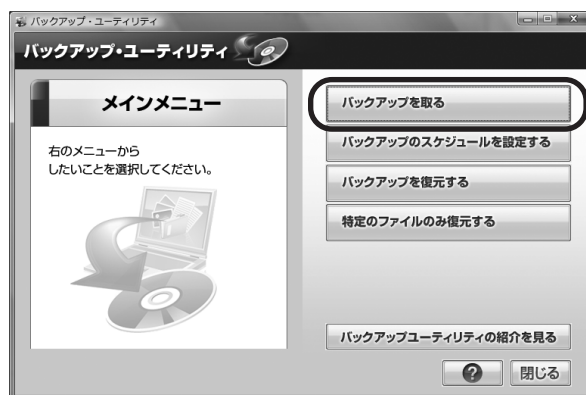 バックアップ・ユーティリティ
バックアップ・ユーティリティ
メインメニュー
右のメニューから
したいことを選択してください。
バックアップを取る
バックアップのスケジュールを設定する
バックアップを復元する
特定のファイルのみ復元する
バックアップユーティリティの紹介を見る
?
閉じる